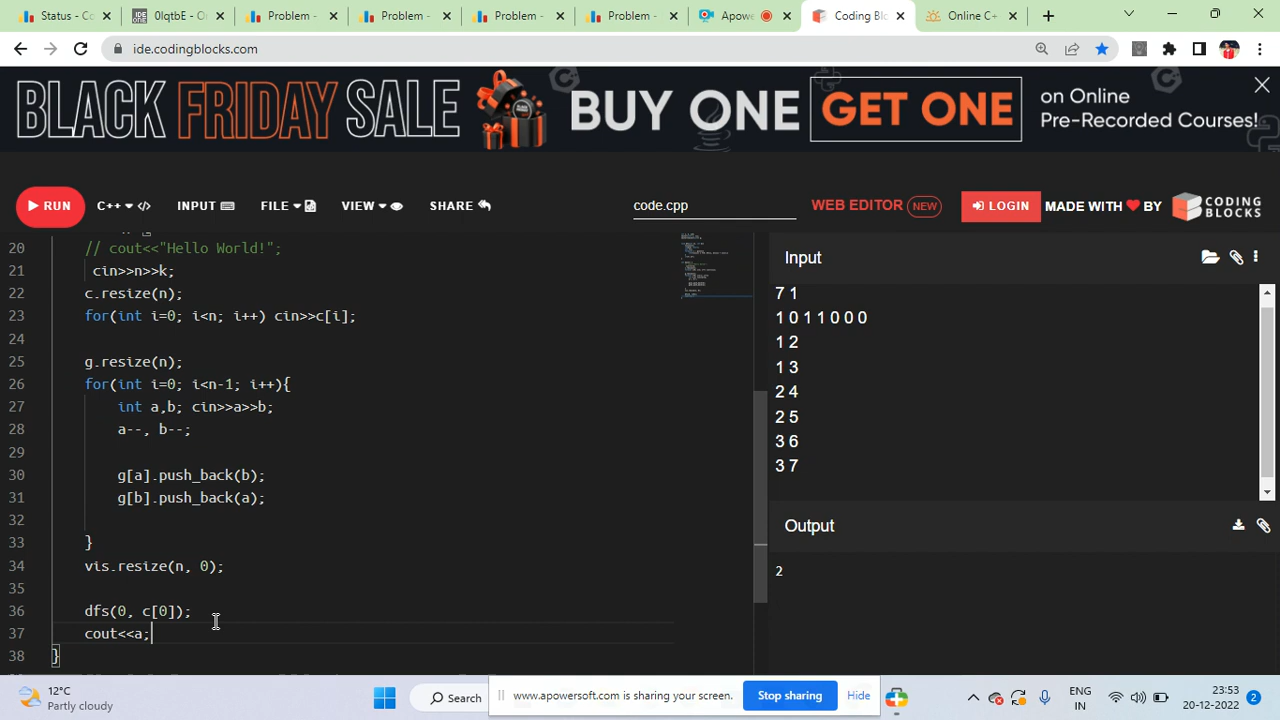 Status - Co
0lqtbE - O
Problem -
Problem -
Problem -
Problem -
Apowe
Coding Blo
Online C+
ide.codingblocks.com
BLACK FRIDAY SALE
BUY ONE GET ONE
on Online
Pre-Recorded Courses!
RUN C++ INPUT FILE VIEW SHARE code.cpp WEB EDITOR NEW LOGIN MADE WITH BY CODING BLOCKS
20 // cout<<"Hello World!";
21 cin>>n>>k;
22 c.resize(n);
23 for(int i=0; i<n; i++) cin>>c[i];
24
25 g.resize(n);
26 for(int i=0; i<n-1; i++){
27 int a,b; cin>>a>>b;
28 a--, b--;
29
30 g[a].push_back(b);
31 g[b].push_back(a);
32
33 }
34 vis.resize(n, 0);
35
36 dfs(0, c[0]);
37 cout<<a;
38 }
Input
7 1
1 0 1 1 0 0 0
1 2
1 3
2 4
2 5
3 6
3 7
Output
2
12°C
Partly cloudy
Search
www.apowersoft.com is sharing your screen.
Stop sharing
Hide
ENG
IN
23:53
20-12-2022
2